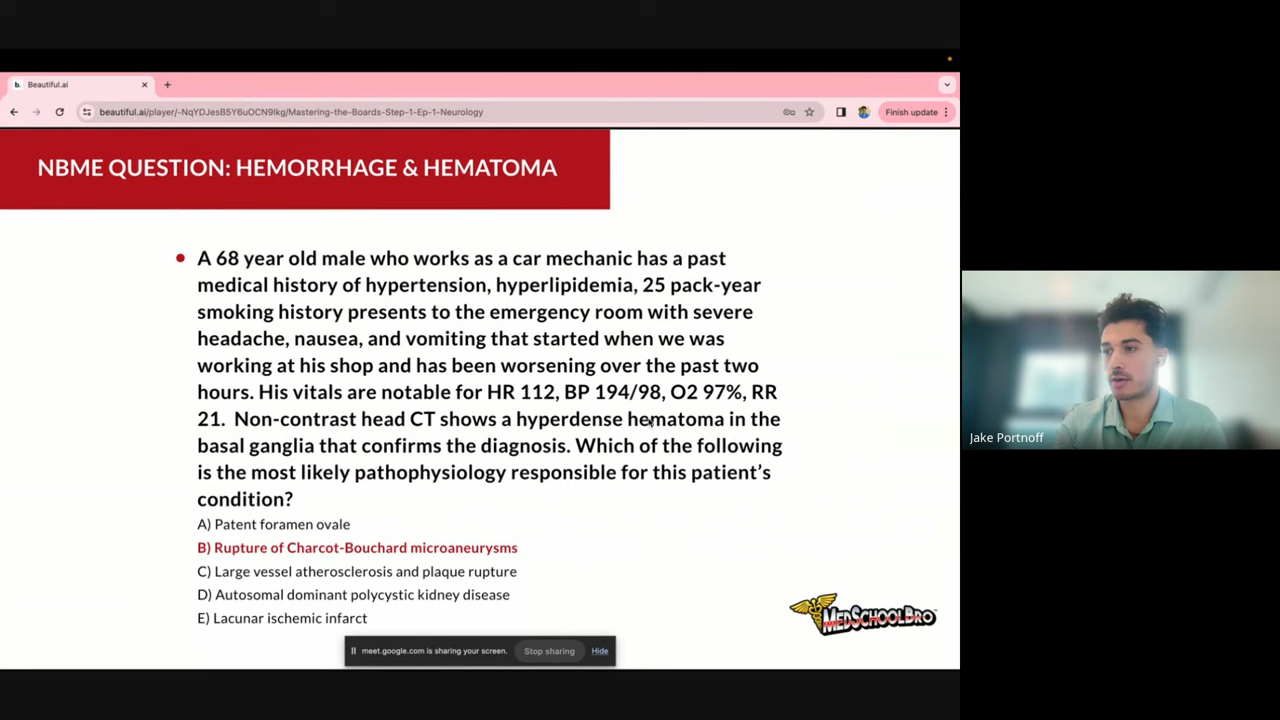 Beautiful.ai
beautiful.ai/player/-NqYDJesB5Y6uOCN9lkg/Mastering-the-Boards-Step-1-Ep-1-Neurology
Finish update
NBME QUESTION: HEMORRHAGE & HEMATOMA
A 68 year old male who works as a car mechanic has a past
medical history of hypertension, hyperlipidemia, 25 pack-year
smoking history presents to the emergency room with severe
headache, nausea, and vomiting that started when we was
working at his shop and has been worsening over the past two
hours. His vitals are notable for HR 112, BP 194/98, O2 97%, RR
21. Non-contrast head CT shows a hyperdense hematoma in the
basal ganglia that confirms the diagnosis. Which of the following
is the most likely pathophysiology responsible for this patient's
condition?
A) Patent foramen ovale
B) Rupture of Charcot-Bouchard microaneurysms
C) Large vessel atherosclerosis and plaque rupture
D) Autosomal dominant polycystic kidney disease
E) Lacunar ischemic infarct
MEDSCHOOLBRO
meet.google.com is sharing your screen.
Stop sharing
Hide
Jake Portnoff